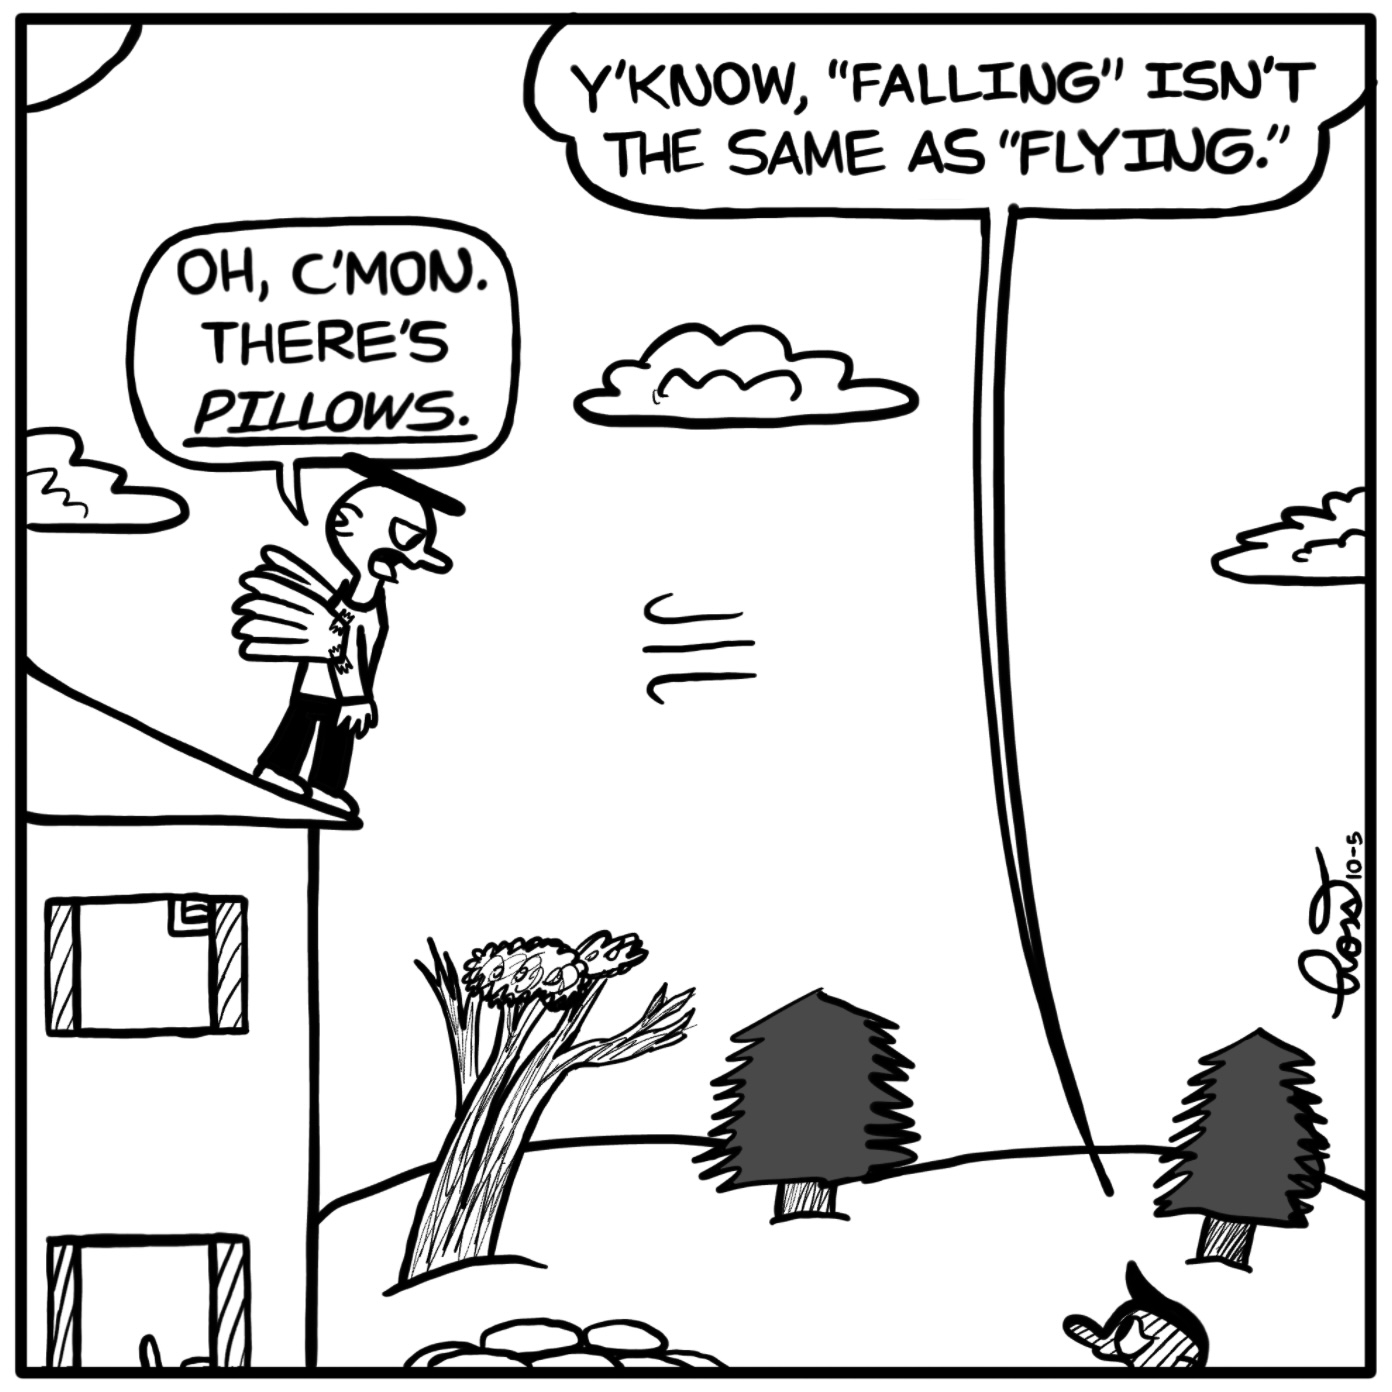 Y'KNOW, "FALLING" ISN'T
THE SAME AS "FLYING."
OH, C'MON.
THERE'S
PILLOWS.
10-5